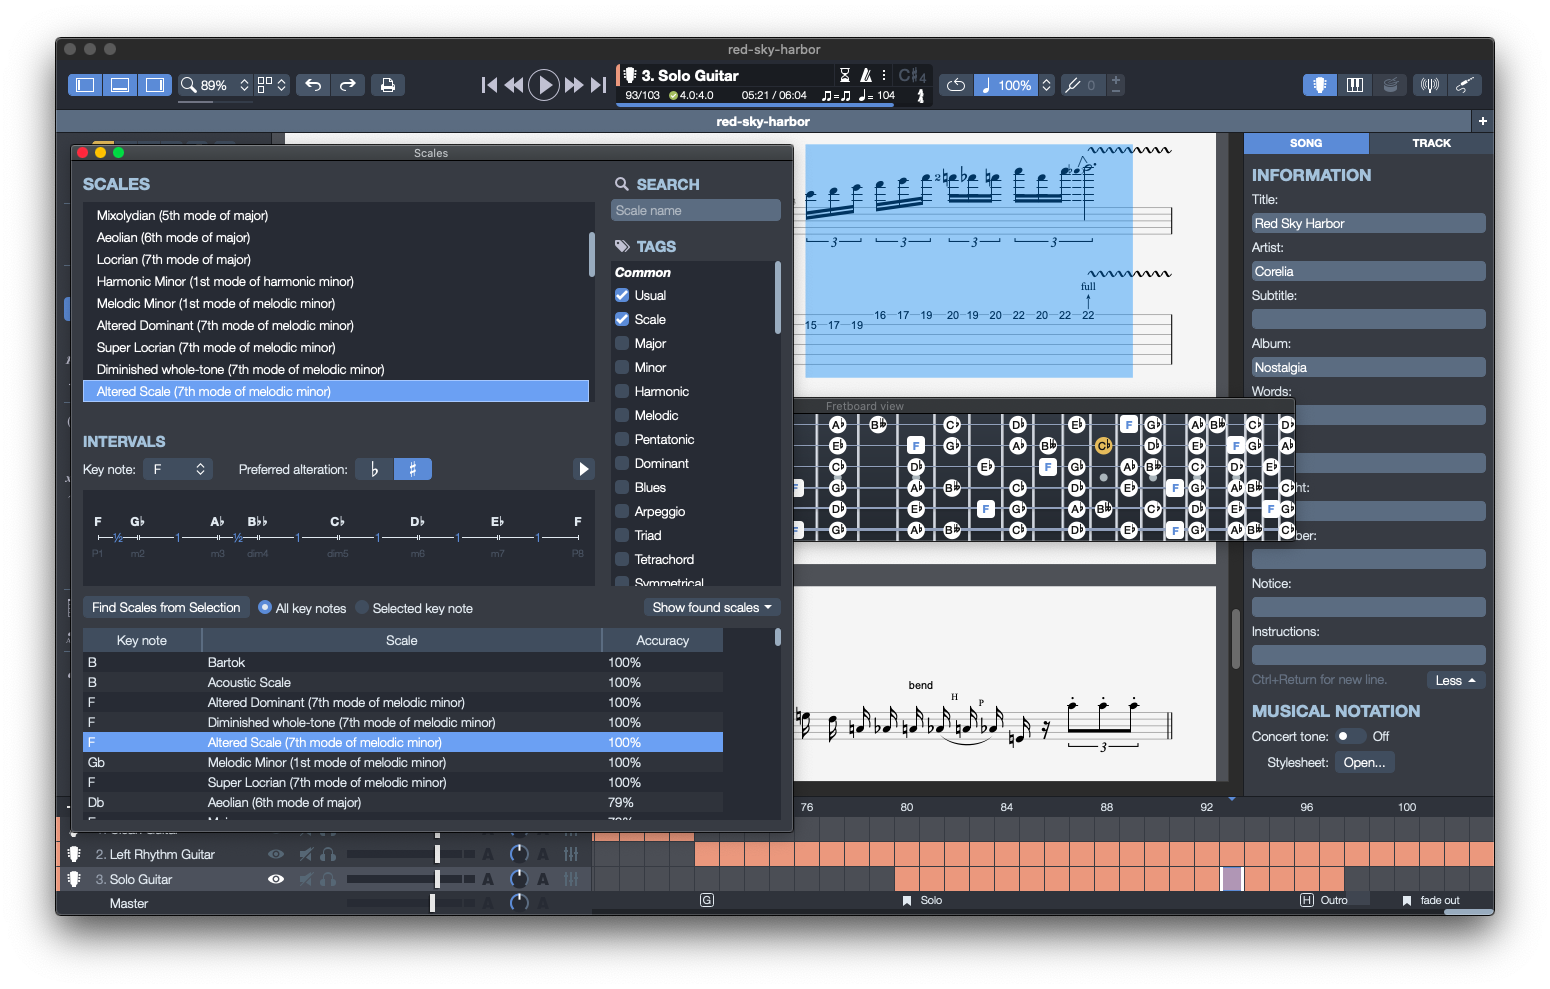 red-sky-harbor
89%
3. Solo Guitar
C♯4
93/103
4.0:4.0
05:21 / 06:04
♫=♫
♩= 104
♩ 100%
0
red-sky-harbor
+
Scales
SCALES
Mixolydian (5th mode of major)
Aeolian (6th mode of major)
Locrian (7th mode of major)
Harmonic Minor (1st mode of harmonic minor)
Melodic Minor (1st mode of melodic minor)
Altered Dominant (7th mode of melodic minor)
Super Locrian (7th mode of melodic minor)
Diminished whole-tone (7th mode of melodic minor)
Altered Scale (7th mode of melodic minor)
SEARCH
Scale name
TAGS
Common
Usual
Scale
Major
Minor
Harmonic
Melodic
Pentatonic
Dominant
Blues
Arpeggio
Triad
Tetrachord
Symmetrical
INTERVALS
Key note: F
Preferred alteration: ♭ ♯
F G♭ A♭ B♭♭ C♭ D♭ E♭ F
½ 1 ½ 1 1 1 1
P1 m2 m3 dim4 dim5 m6 m7 P8
Find Scales from Selection
All key notes
Selected key note
Show found scales
Key note Scale Accuracy
B Bartok 100%
B Acoustic Scale 100%
F Altered Dominant (7th mode of melodic minor) 100%
F Diminished whole-tone (7th mode of melodic minor) 100%
F Altered Scale (7th mode of melodic minor) 100%
Gb Melodic Minor (1st mode of melodic minor) 100%
F Super Locrian (7th mode of melodic minor) 100%
Db Aeolian (6th mode of major) 79%
2
3 3 3 3
full
15 17 19 16 17 19 20 19 20 22 20 22 22
Fretboard view
A♭ B♭♭ C♭ D♭ E♭ F G♭ A♭ B♭♭ C♭ D♭
E♭ F G♭ A♭ B♭♭ C♭ D♭ E♭ F G♭ A♭
C♭ D♭ E♭ F G♭ A♭ B♭♭ C♭ D♭ E♭
F G♭ A♭ B♭♭ C♭ D♭ E♭ F G♭ A♭ B♭♭ C♭
D♭ E♭ F G♭ A♭ B♭♭ C♭ D♭ E♭ F G♭
F G♭ A♭ B♭♭ C♭ D♭ E♭ F G♭ A♭ B♭♭ C♭
bend
H
P
3
SONG
TRACK
INFORMATION
Title:
Red Sky Harbor
Artist:
Corelia
Subtitle:
Album:
Nostalgia
Words:
Notice:
Instructions:
Ctrl+Return for new line.
Less
MUSICAL NOTATION
Concert tone: Off
Stylesheet: Open...
76 80 84 88 92 96 100
2. Left Rhythm Guitar
A A
3. Solo Guitar
A A
Master
A A
G
Solo
H Outro
fade out